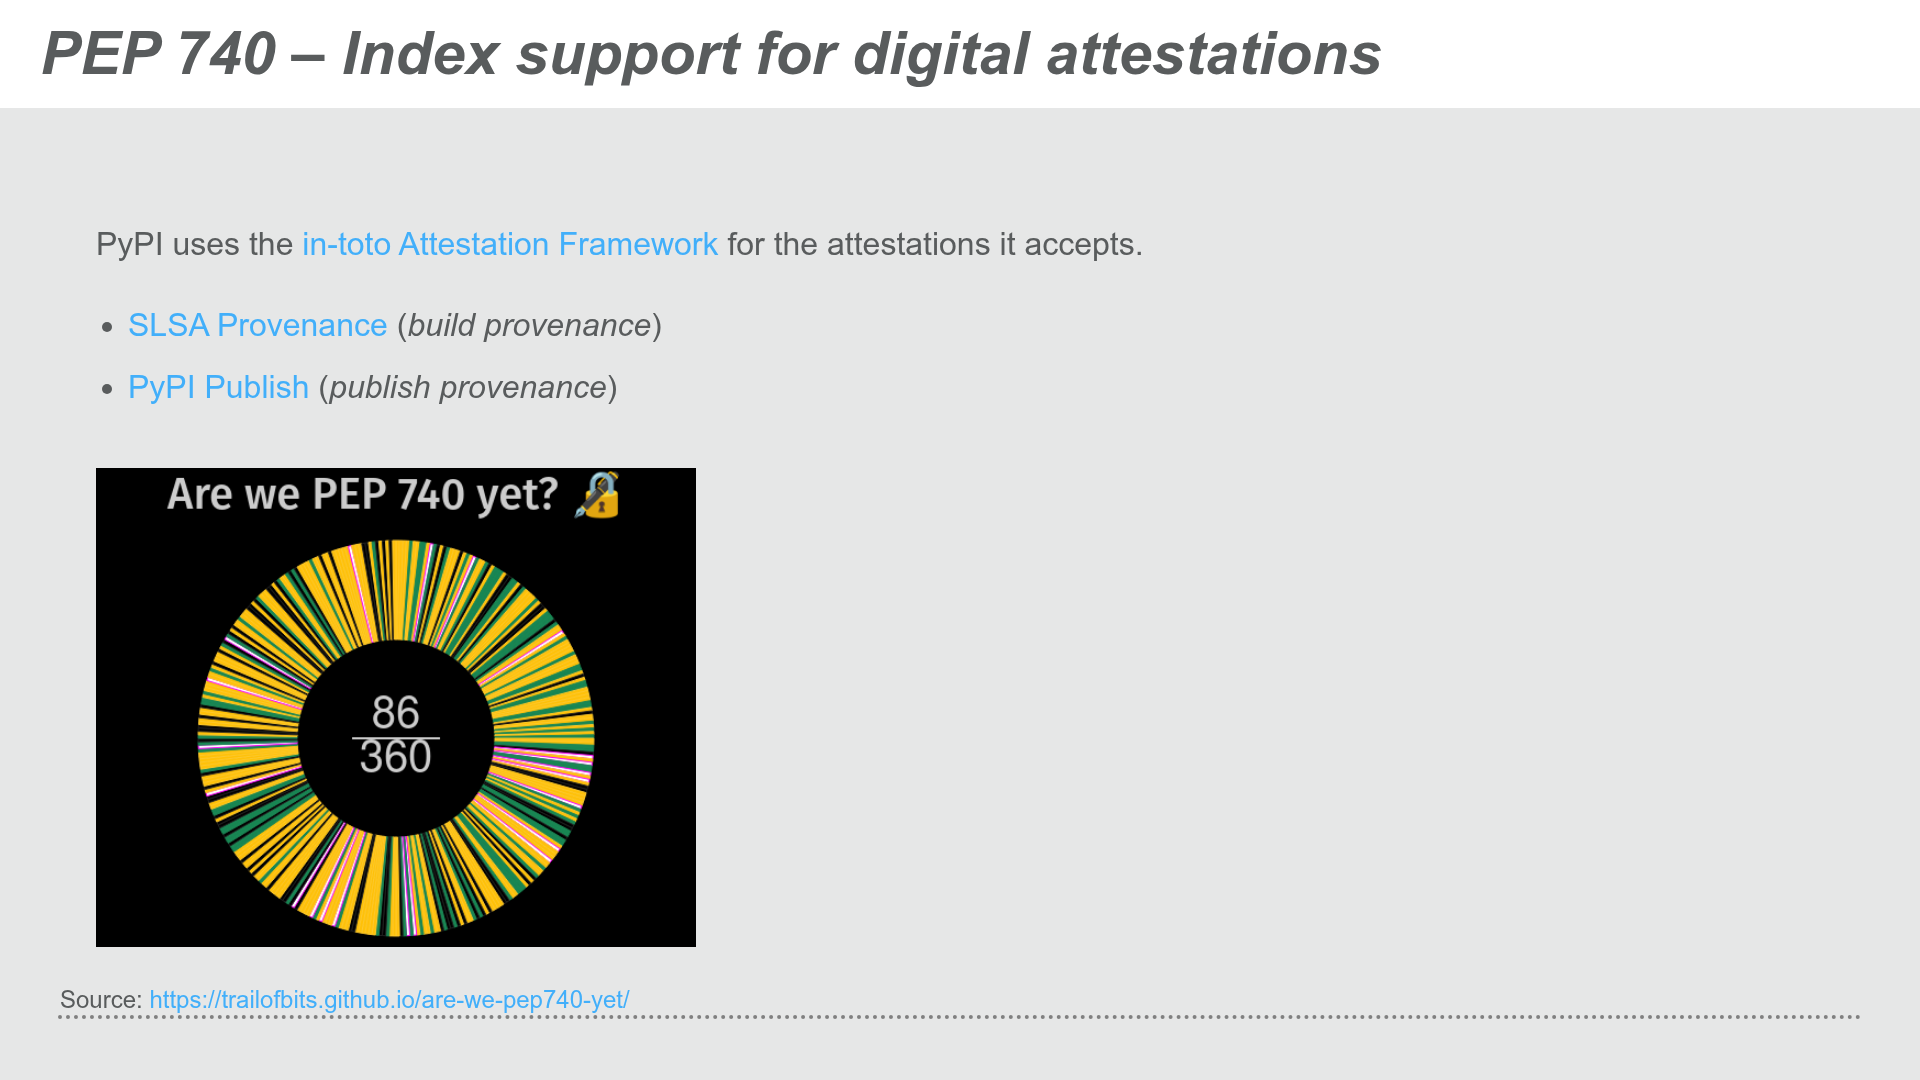 PEP 740 – Index support for digital attestations
PyPI uses the in-toto Attestation Framework for the attestations it accepts.
• SLSA Provenance (build provenance)
• PyPI Publish (publish provenance)
Are we PEP 740 yet? 🔏
86
360
Source: https://trailofbits.github.io/are-we-pep740-yet/